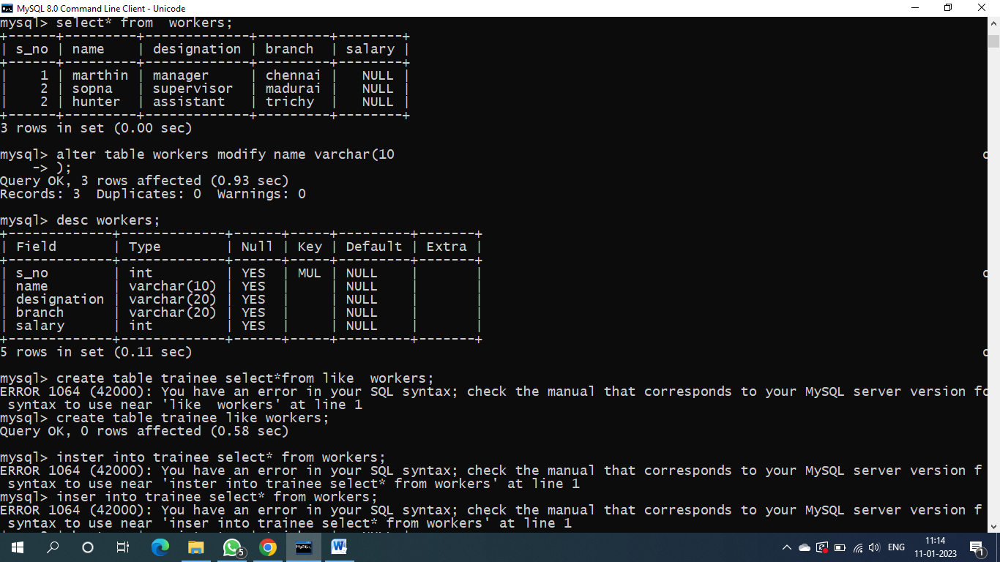 MySQL 8.0 Command Line Client - Unicode
mysql> select* from  workers;
+------+---------+-------------+---------+--------+
| s_no | name    | designation | branch  | salary |
+------+---------+-------------+---------+--------+
|    1 | marthin | manager     | chennai |   NULL |
|    2 | sopna   | supervisor  | madurai |   NULL |
|    2 | hunter  | assistant   | trichy  |   NULL |
+------+---------+-------------+---------+--------+
3 rows in set (0.00 sec)
mysql> alter table workers modify name varchar(10
    -> );
Query OK, 3 rows affected (0.93 sec)
Records: 3  Duplicates: 0  Warnings: 0
mysql> desc workers;
+-------------+-------------+------+-----+---------+-------+
| Field       | Type        | Null | Key | Default | Extra |
+-------------+-------------+------+-----+---------+-------+
| s_no        | int         | YES  | MUL | NULL    |       |
| name        | varchar(10) | YES  |     | NULL    |       |
| designation | varchar(20) | YES  |     | NULL    |       |
| branch      | varchar(20) | YES  |     | NULL    |       |
| salary      | int         | YES  |     | NULL    |       |
+-------------+-------------+------+-----+---------+-------+
5 rows in set (0.11 sec)
mysql> create table trainee select*from like  workers;
ERROR 1064 (42000): You have an error in your SQL syntax; check the manual that corresponds to your MySQL server version fo
 syntax to use near 'like  workers' at line 1
mysql> create table trainee like workers;
Query OK, 0 rows affected (0.58 sec)
mysql> inster into trainee select* from workers;
ERROR 1064 (42000): You have an error in your SQL syntax; check the manual that corresponds to your MySQL server version f
 syntax to use near 'inster into trainee select* from workers' at line 1
mysql> inser into trainee select* from workers;
ERROR 1064 (42000): You have an error in your SQL syntax; check the manual that corresponds to your MySQL server version f
 syntax to use near 'inser into trainee select* from workers' at line 1
5
MySQL
W
ENG
11:14
11-01-2023
1